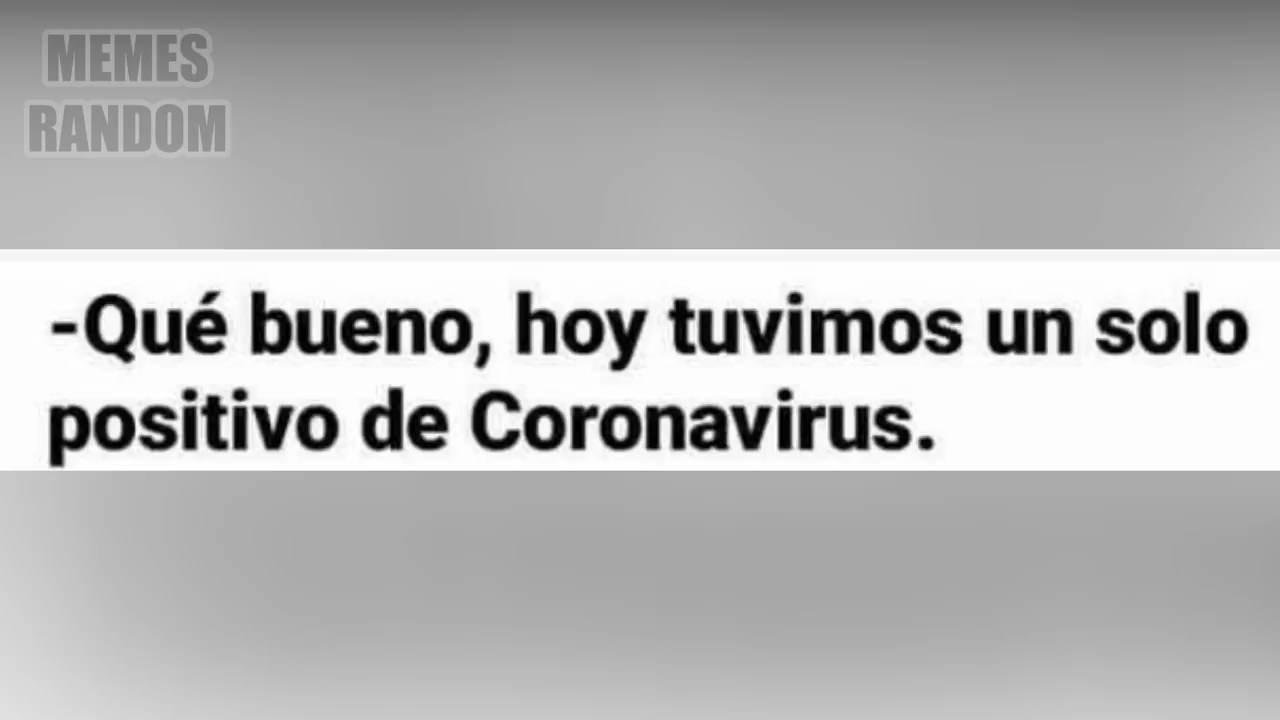 MEMES
RANDOM
-Qué bueno, hoy tuvimos un solo
positivo de Coronavirus.